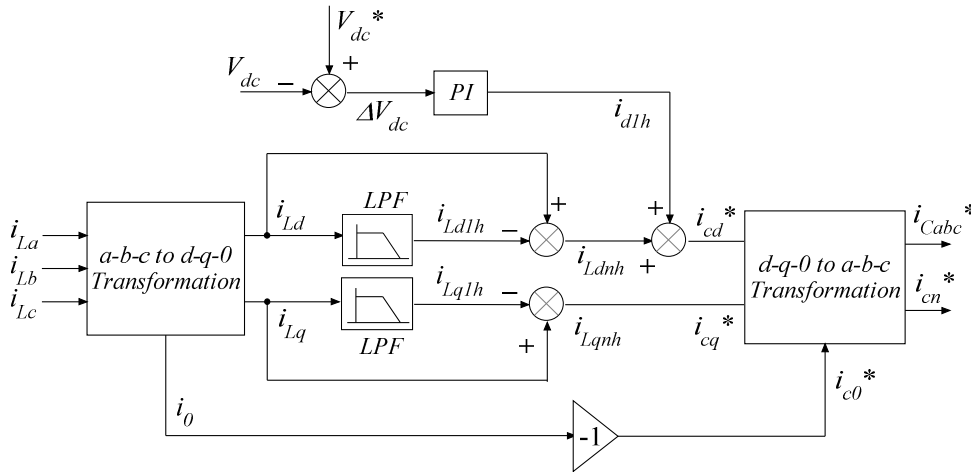 V_dc*
V_dc − +
ΔV_dc
PI
i_d1h
i_La
i_Lb
i_Lc
a-b-c to d-q-0
Transformation
i_Ld
LPF
i_Ld1h
− +
i_Ldnh
+ +
i_cd*
i_Lq
LPF
i_Lq1h
− +
i_Lqnh
i_cq*
d-q-0 to a-b-c
Transformation
i_Cabc*
i_cn*
i_0
-1
i_c0*